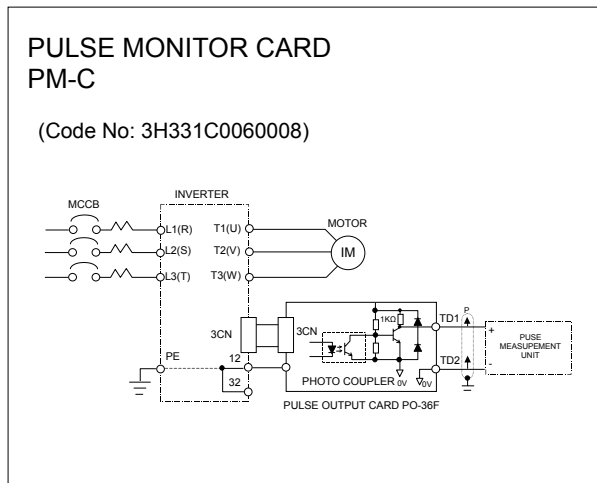 PULSE MONITOR CARD
PM-C
(Code No: 3H331C0060008)
INVERTER
MCCB
L1(R)
T1(U)
MOTOR
L2(S)
T2(V)
IM
L3(T)
T3(W)
3CN
3CN
1KΩ
TD1
P
+
PUSE
MEASUPEMENT
UNIT
PE
12
32
TD2
-
PHOTO COUPLER
0V
0V
PULSE OUTPUT CARD PO-36F